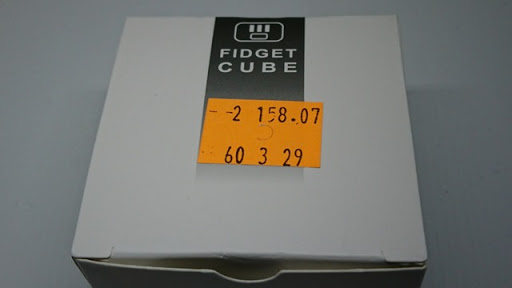 FIDGET
CUBE
--2 158.07
60 3 29